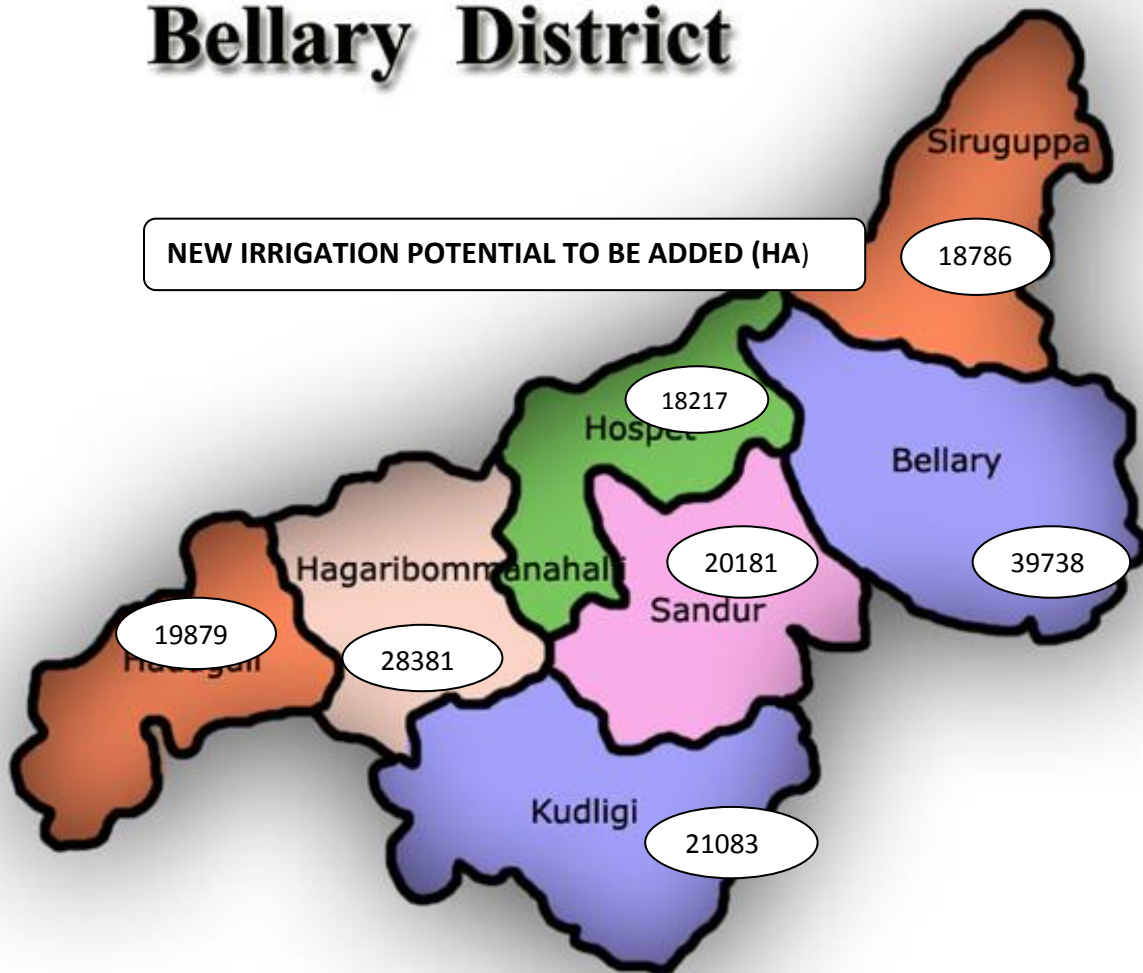 Bellary District
Siruguppa
NEW IRRIGATION POTENTIAL TO BE ADDED (HA)
18786
18217
Hospet
Bellary
Hagaribommanahalli
20181
39738
Sandur
19879
28381
Kudligi
21083